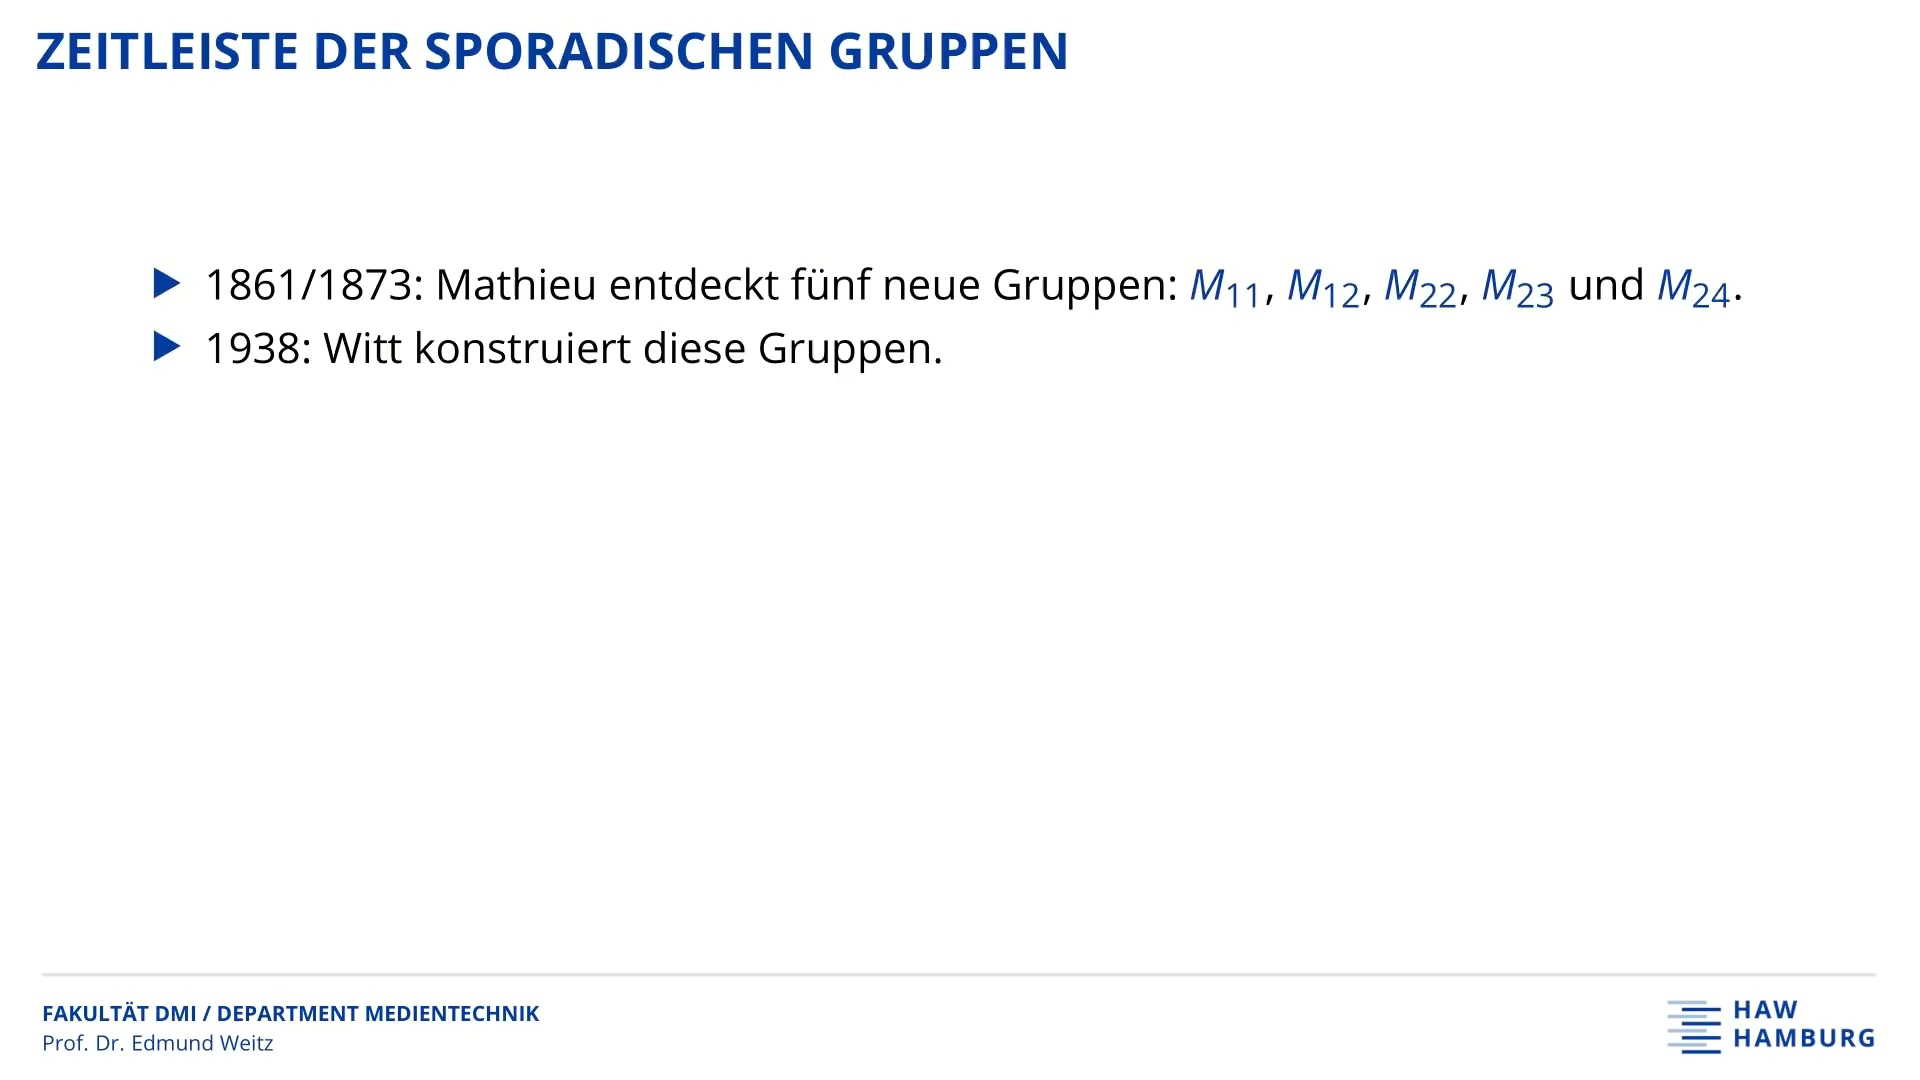 ZEITLEISTE DER SPORADISCHEN GRUPPEN
▶ 1861/1873: Mathieu entdeckt fünf neue Gruppen: M₁₁, M₁₂, M₂₂, M₂₃ und M₂₄.
▶ 1938: Witt konstruiert diese Gruppen.
FAKULTÄT DMI / DEPARTMENT MEDIENTECHNIK
Prof. Dr. Edmund Weitz
HAW
HAMBURG